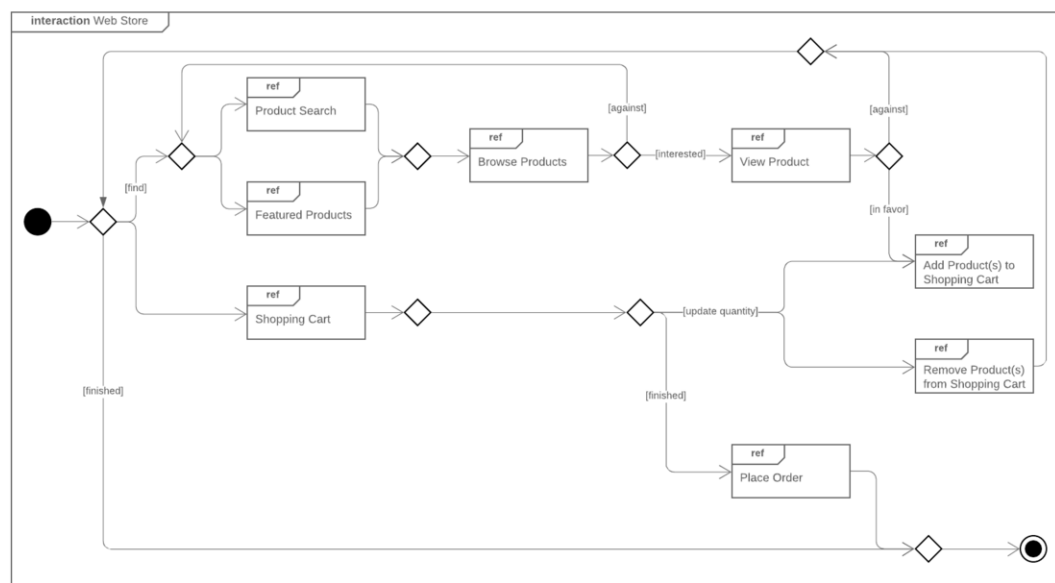 interaction Web Store
ref
Product Search
[against]
[against]
ref
Browse Products
[interested]
ref
View Product
[find]
ref
Featured Products
[in favor]
ref
Add Product(s) to
Shopping Cart
ref
Shopping Cart
[update quantity]
ref
Remove Product(s)
from Shopping Cart
[finished]
[finished]
ref
Place Order